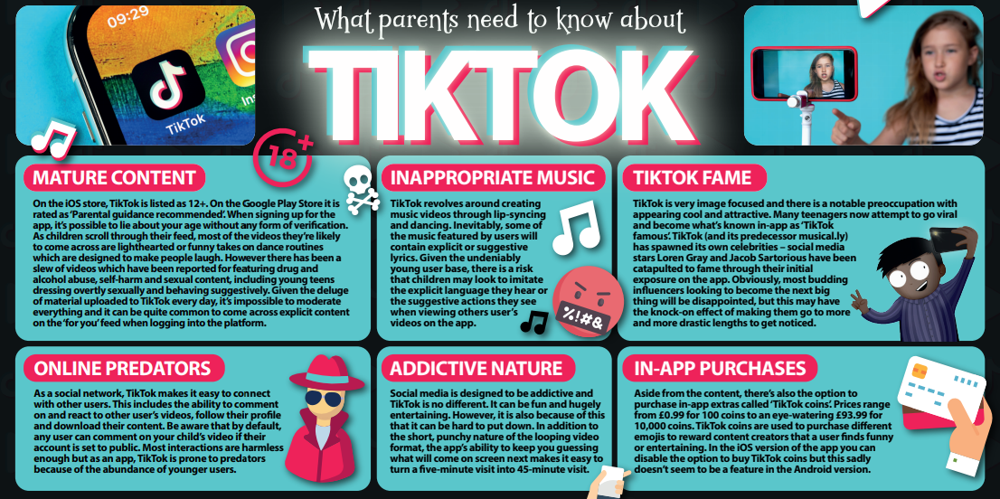 What parents need to know about
TIKTOK
09:29
TikTok
Ins
18+
MATURE CONTENT
On the iOS store, TikTok is listed as 12+. On the Google Play Store it is
rated as ‘Parental guidance recommended’. When signing up for the
app, it’s possible to lie about your age without any form of verification.
As children scroll through their feed, most of the videos they’re likely
to come across are lighthearted or funny takes on dance routines
which are designed to make people laugh. However there has been a
slew of videos which have been reported for featuring drug and
alcohol abuse, self-harm and sexual content, including young teens
dressing overtly sexually and behaving suggestively. Given the deluge
of material uploaded to TikTok every day, it’s impossible to moderate
everything and it can be quite common to come across explicit content
on the ‘for you’ feed when logging into the platform.
INAPPROPRIATE MUSIC
TikTok revolves around creating
music videos through lip-syncing
and dancing. Inevitably, some of
the music featured by users will
contain explicit or suggestive
lyrics. Given the undeniably
young user base, there is a risk
that children may look to imitate
the explicit language they hear or
the suggestive actions they see
when viewing others user’s
videos on the app.
%!#&
TIKTOK FAME
TikTok is very image focused and there is a notable preoccupation with
appearing cool and attractive. Many teenagers now attempt to go viral
and become what’s known in-app as ‘TikTok
famous’. TikTok (and its predecessor musical.ly)
has spawned its own celebrities – social media
stars Loren Gray and Jacob Sartorious have been
catapulted to fame through their initial
exposure on the app. Obviously, most budding
influencers looking to become the next big
thing will be disappointed, but this may have
the knock-on effect of making them go to more
and more drastic lengths to get noticed.
ONLINE PREDATORS
As a social network, TikTok makes it easy to connect
with other users. This includes the ability to comment
on and react to other user’s videos, follow their profile
and download their content. Be aware that by default,
any user can comment on your child’s video if their
account is set to public. Most interactions are harmless
enough but as an app, TikTok is prone to predators
because of the abundance of younger users.
ADDICTIVE NATURE
Social media is designed to be addictive and
TikTok is no different. It can be fun and hugely
entertaining. However, it is also because of this
that it can be hard to put down. In addition to
the short, punchy nature of the looping video
format, the app’s ability to keep you guessing
what will come on screen next makes it easy to
turn a five-minute visit into 45-minute visit.
IN-APP PURCHASES
Aside from the content, there’s also the option to
purchase in-app extras called ‘TikTok coins’. Prices range
from £0.99 for 100 coins to an eye-watering £93.99 for
10,000 coins. TikTok coins are used to purchase different
emojis to reward content creators that a user finds funny
or entertaining. In the iOS version of the app you can
disable the option to buy TikTok coins but this sadly
doesn’t seem to be a feature in the Android version.